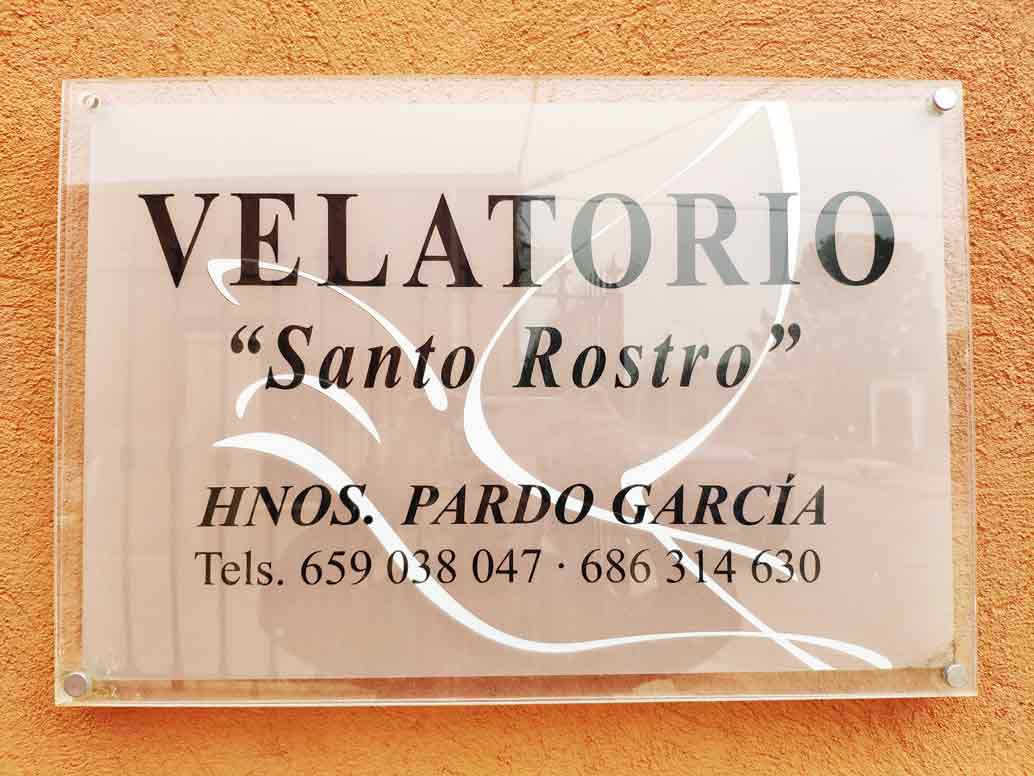 VELATORIO
“Santo Rostro”
HNOS. PARDO GARCÍA
Tels. 659 038 047 · 686 314 630